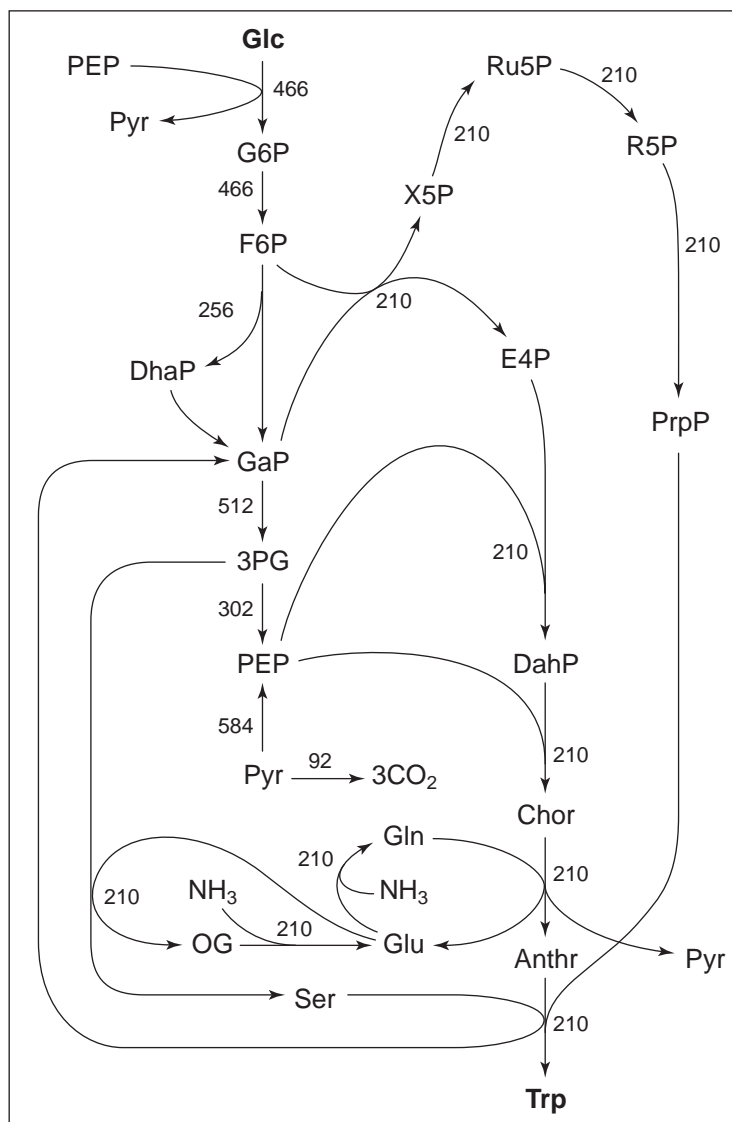 Glc
PEP
466
Pyr
G6P
466
F6P
Ru5P
210
R5P
210
X5P
210
210
256
DhaP
E4P
PrpP
GaP
512
3PG
210
302
PEP
DahP
584
Pyr
92
3CO₂
210
Chor
Gln
210
NH₃
210
210
NH₃
210
OG
Glu
Anthr
Pyr
Ser
210
Trp